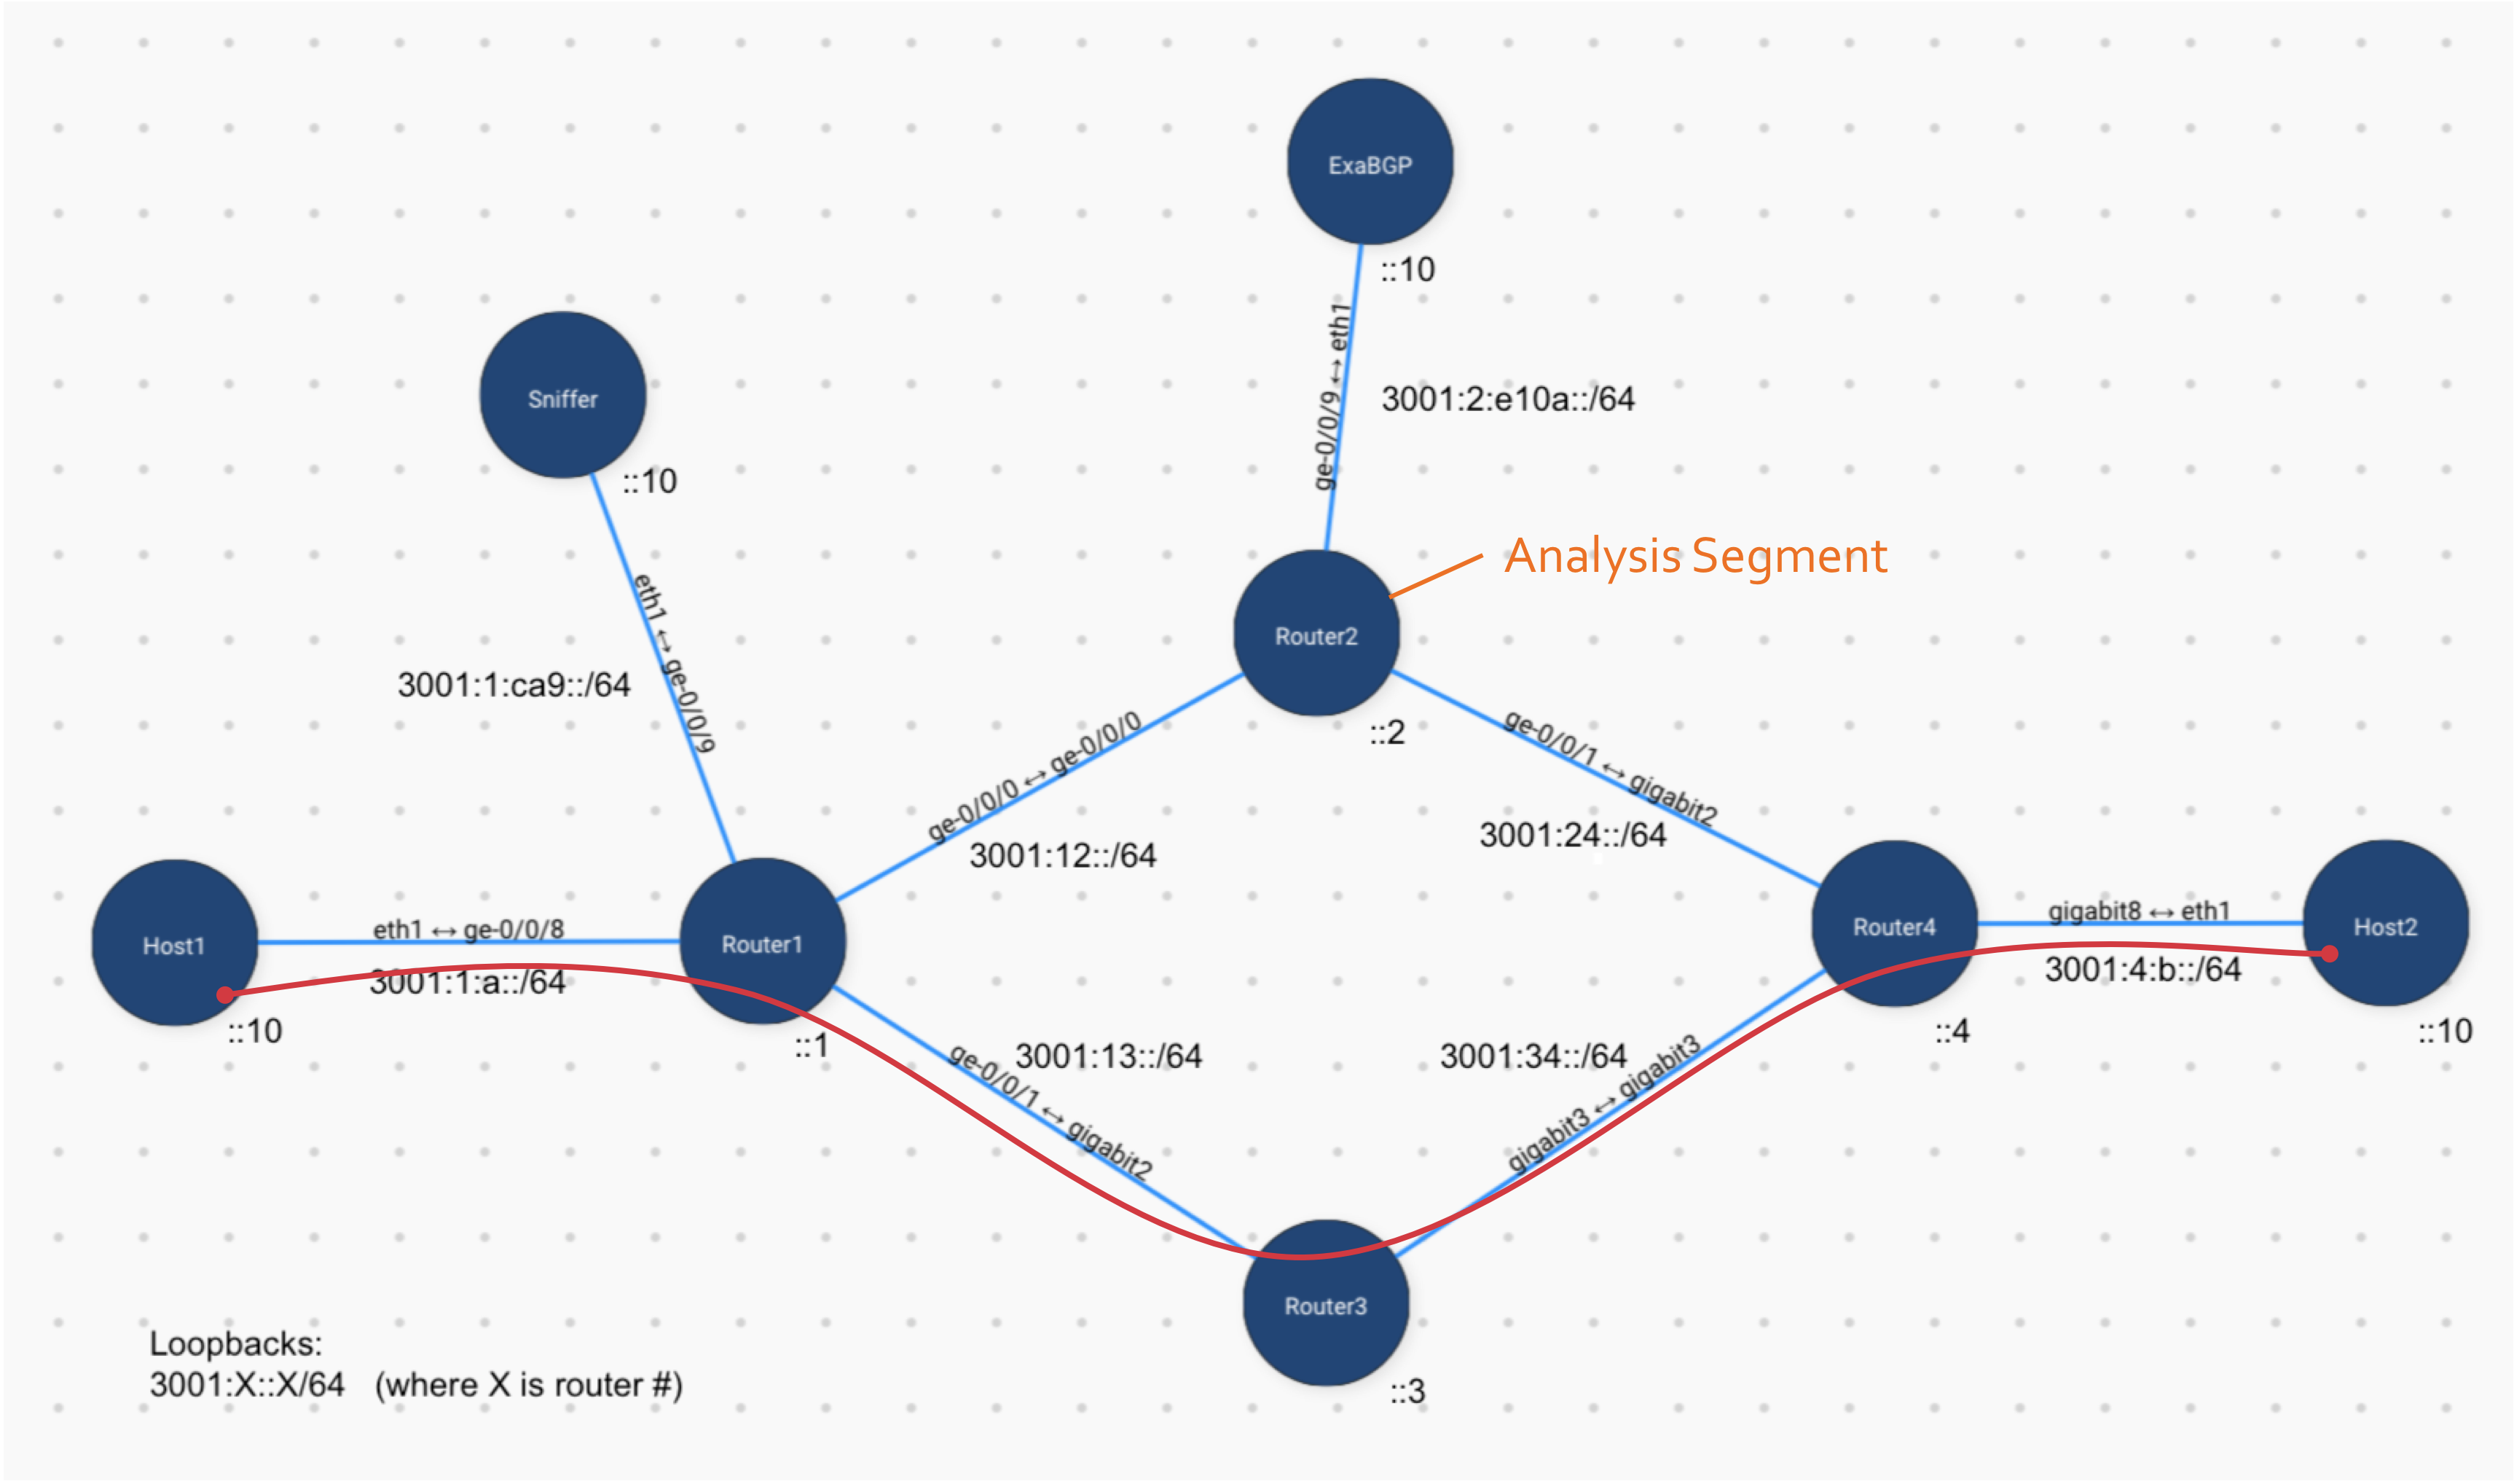 ExaBGP
::10
ge-0/0/9 ↔ eth1
3001:2:e10a::/64
Sniffer
::10
eth1 ↔ ge-0/0/9
3001:1:ca9::/64
Analysis Segment
Router2
::2
ge-0/0/0 ↔ ge-0/0/0
3001:12::/64
ge-0/0/1 ↔ gigabit2
3001:24::/64
Host1
::10
eth1 ↔ ge-0/0/8
3001:1:a::/64
Router1
::1
Router4
::4
gigabit8 ↔ eth1
3001:4:b::/64
Host2
::10
ge-0/0/1 ↔ gigabit2
3001:13::/64
3001:34::/64
gigabit3 ↔ gigabit3
Router3
::3
Loopbacks:
3001:X::X/64 (where X is router #)